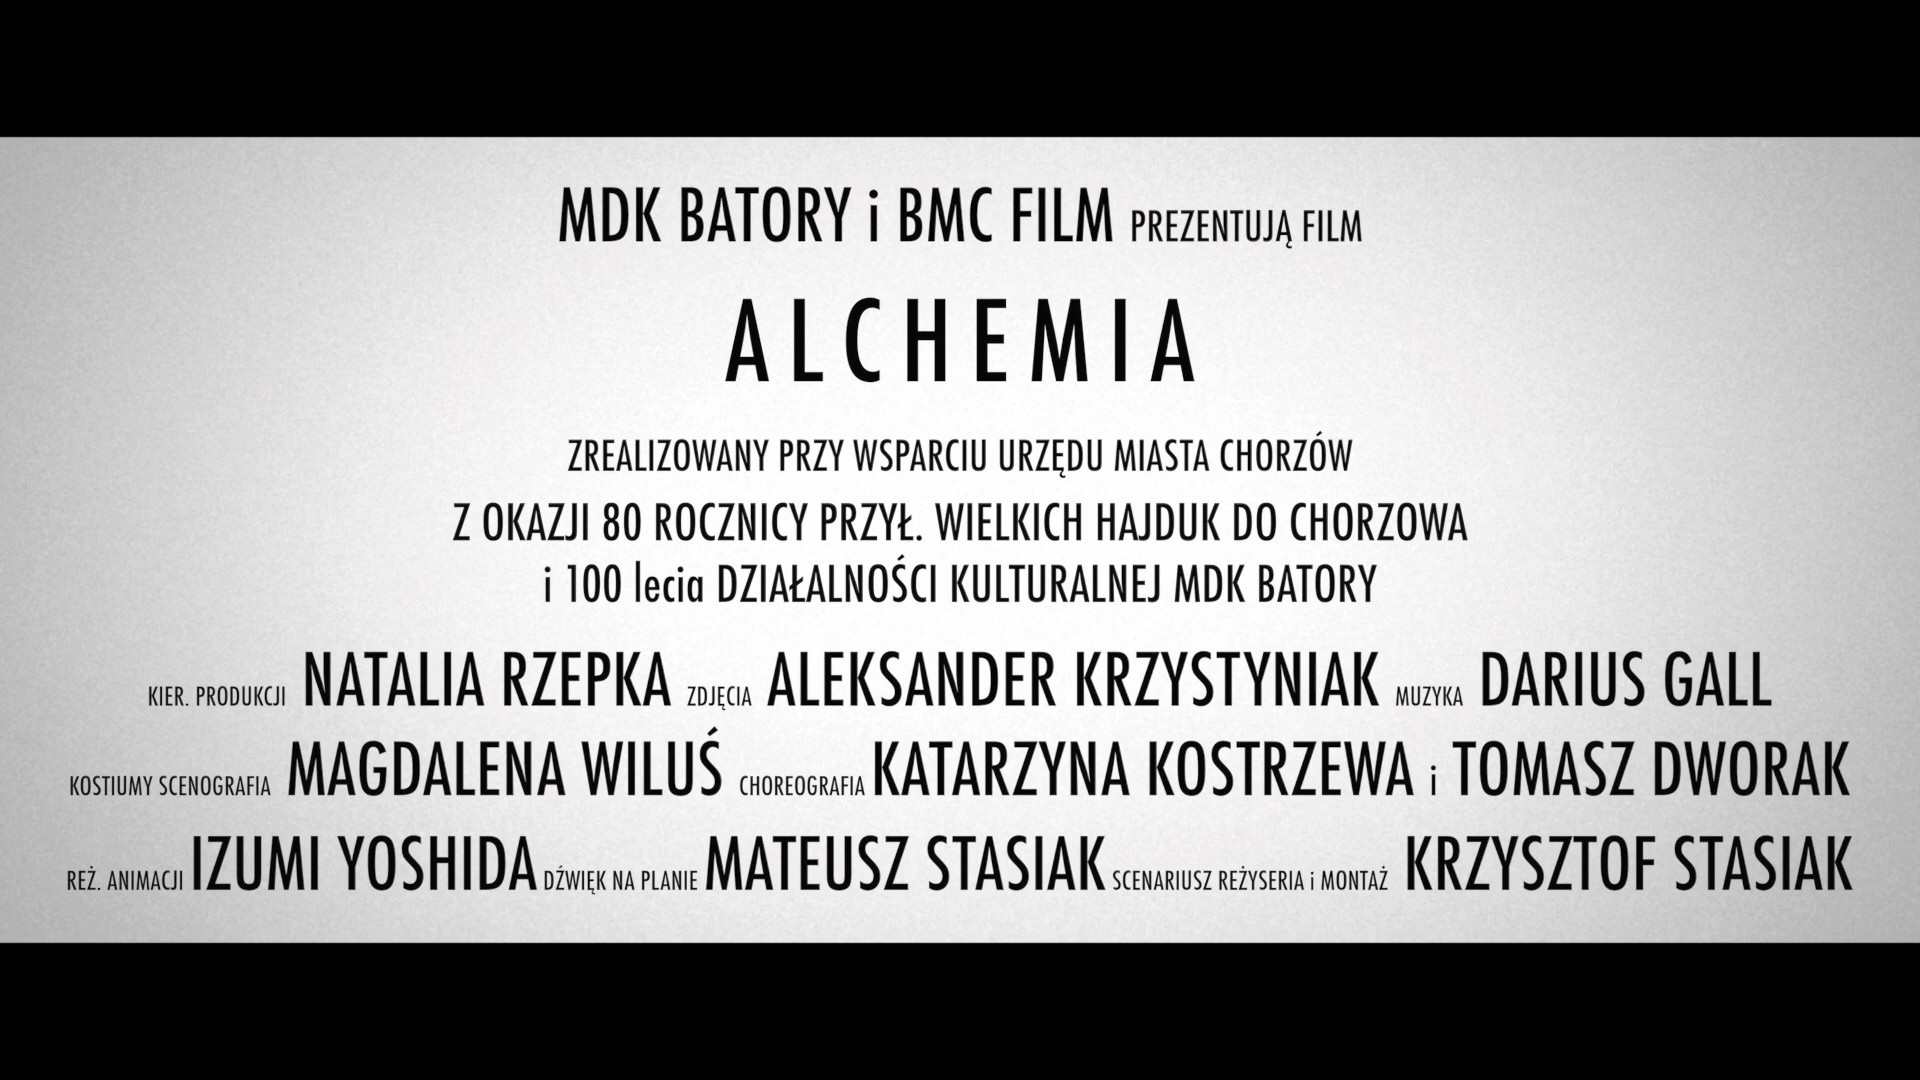 MDK BATORY i BMC FILM PREZENTUJĄ FILM
ALCHEMIA
ZREALIZOWANY PRZY WSPARCIU URZĘDU MIASTA CHORZÓW
Z OKAZJI 80 ROCZNICY PRZYŁ. WIELKICH HAJDUK DO CHORZOWA
i 100 lecia DZIAŁALNOŚCI KULTURALNEJ MDK BATORY
KIER. PRODUKCJI NATALIA RZEPKA ZDJĘCIA ALEKSANDER KRZYSTYNIAK MUZYKA DARIUS GALL
KOSTIUMY SCENOGRAFIA MAGDALENA WILUŚ CHOREOGRAFIA KATARZYNA KOSTRZEWA i TOMASZ DWORAK
REŻ. ANIMACJI IZUMI YOSHIDA DŹWIĘK NA PLANIE MATEUSZ STASIAK SCENARIUSZ REŻYSERIA i MONTAŻ KRZYSZTOF STASIAK